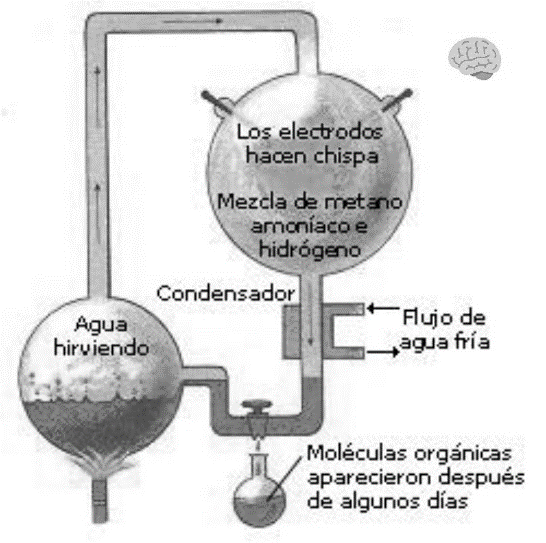 Los electrodos
hacen chispa
Mezcla de metano
amoníaco e
hidrógeno
Condensador
Agua
hirviendo
Flujo de
agua fría
Moléculas orgánicas
aparecieron después
de algunos días